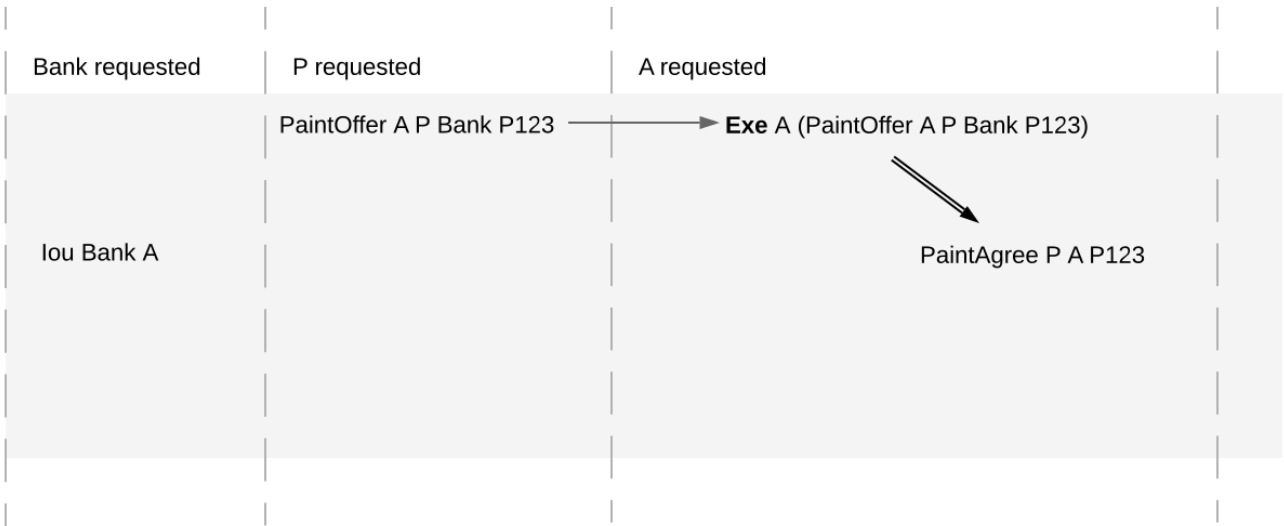 Bank requested
P requested
A requested
PaintOffer A P Bank P123
Exe A (PaintOffer A P Bank P123)
Iou Bank A
PaintAgree P A P123